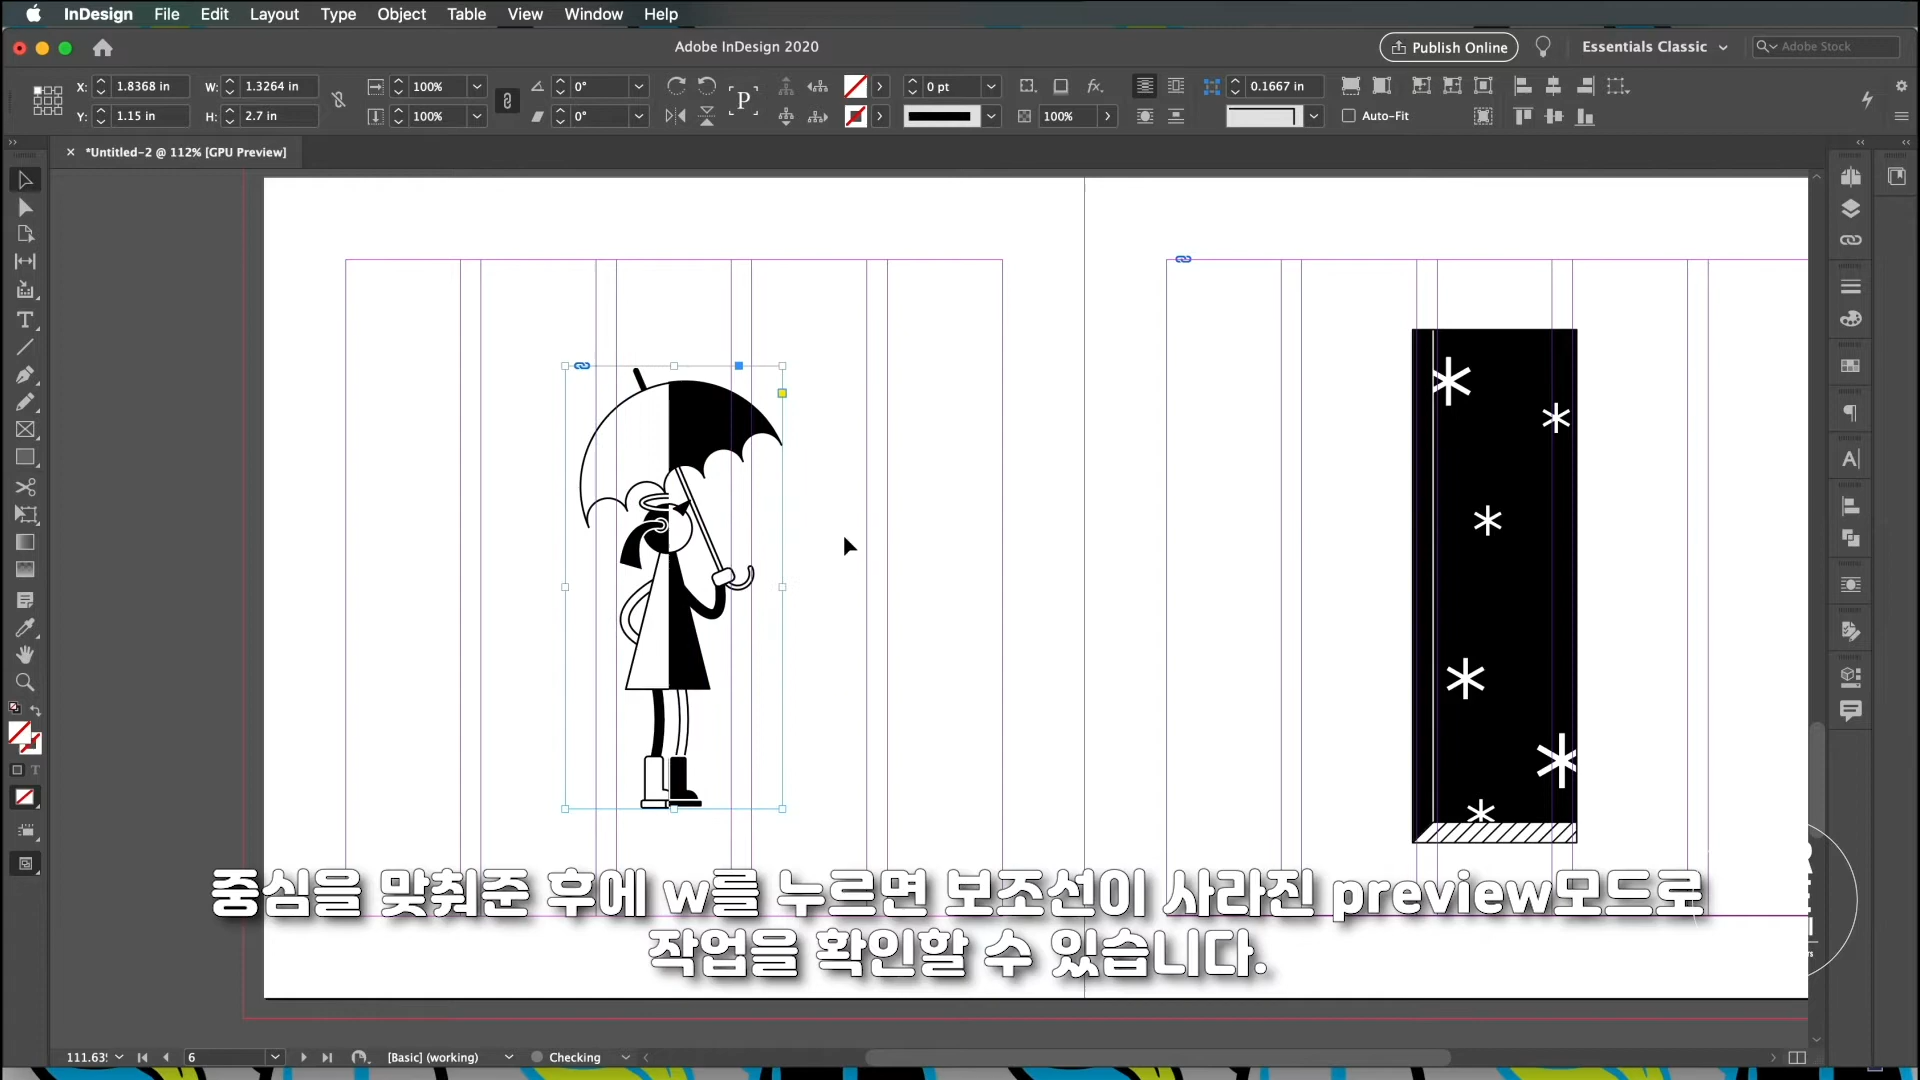 InDesign File Edit Layout Type Object Table View Window Help
Adobe InDesign 2020
Publish Online
Essentials Classic
Adobe Stock
X: 1.8368 in W: 1.3264 in 100% 0° 0 pt 0.1667 in
Y: 1.15 in H: 2.7 in 100% 0° 100% Auto-Fit
*Untitled-2 @ 112% [GPU Preview]
중심을 맞춰준 후에 w를 누르면 보조선이 사라진 preview모드로
작업을 확인할 수 있습니다.
6 [Basic] (working) Checking